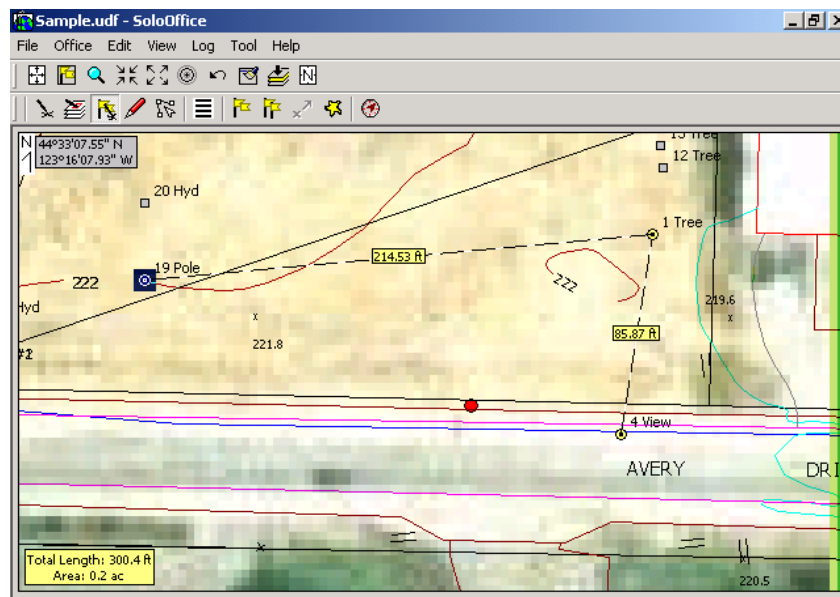 Sample.udf - SoloOffice
File Office Edit View Log Tool Help
N
N
44°33'07.55" N
123°16'07.93" W
13 Tree
12 Tree
20 Hyd
1 Tree
19 Pole
214.53 ft
222
222
Hyd
219.6
221.8
85.87 ft
4 View
AVERY DRI
Total Length: 300.4 ft
Area: 0.2 ac
220.5